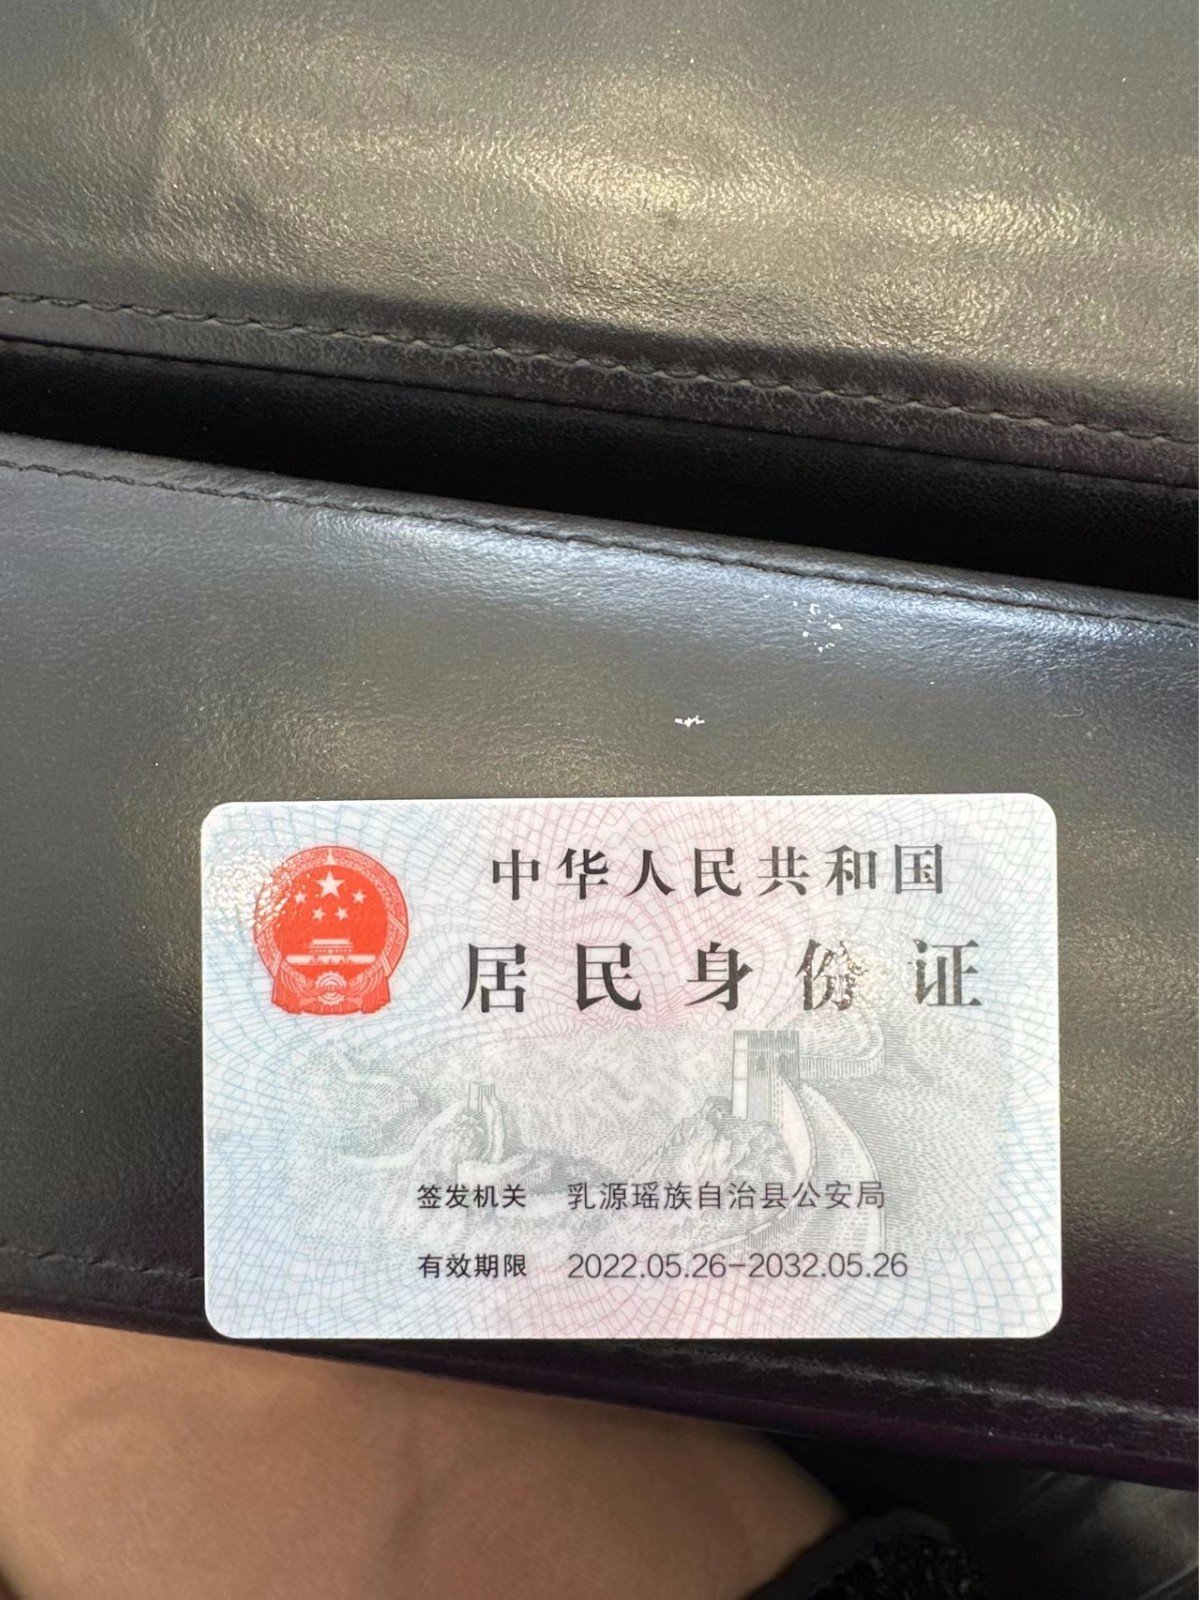 中华人民共和国
居民身份证
签发机关 乳源瑶族自治县公安局
有效期限 2022.05.26-2032.05.26